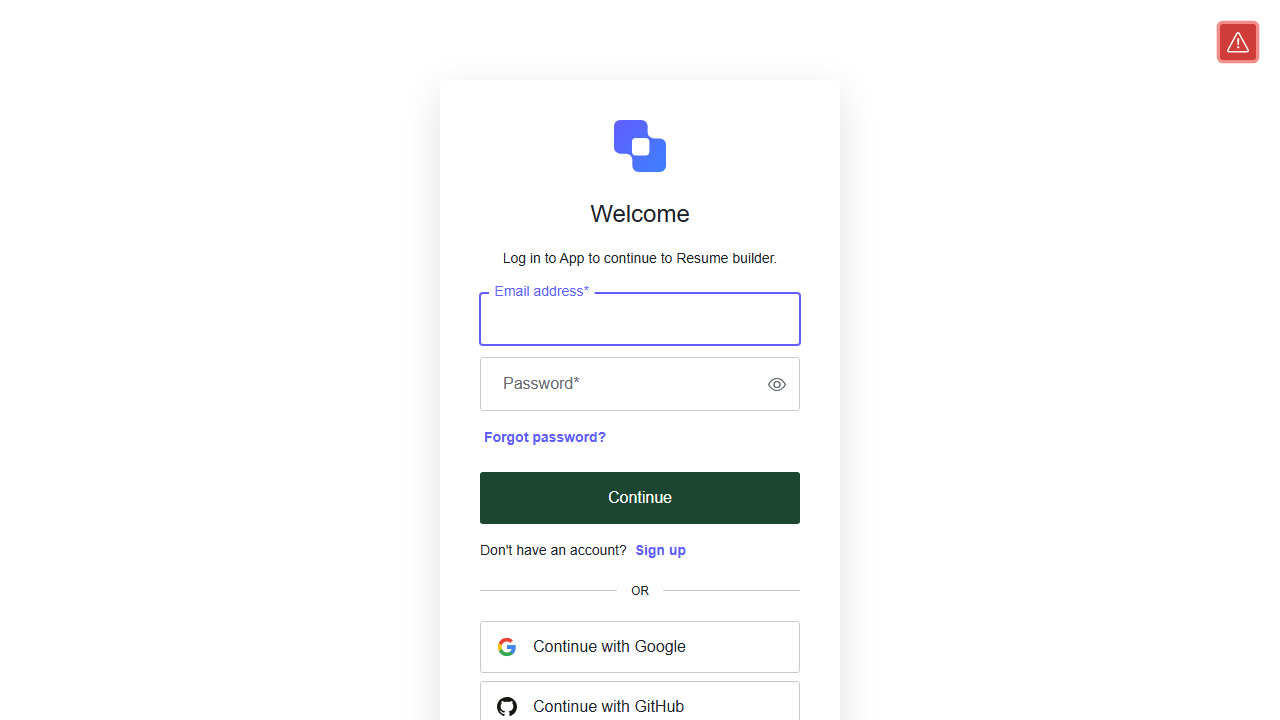 Welcome
Log in to App to continue to Resume builder.
Email address*
Password*
Forgot password?
Continue
Don't have an account? Sign up
OR
Continue with Google
Continue with GitHub